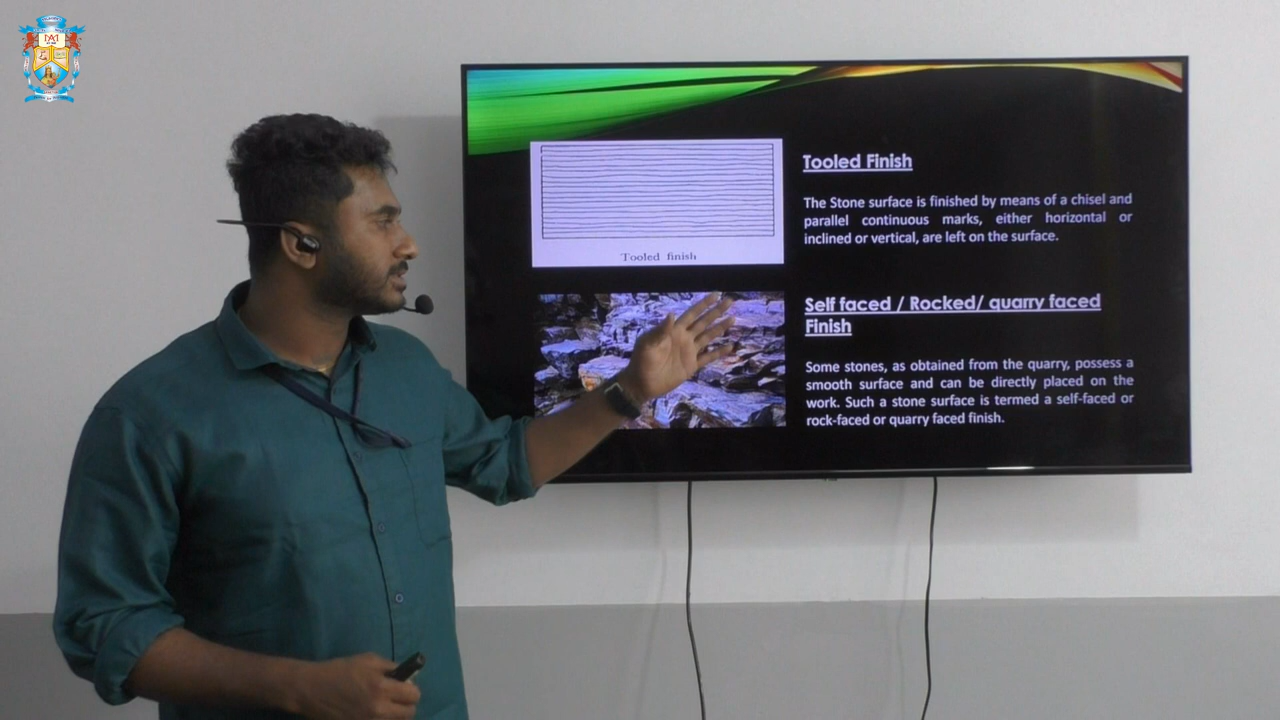 Tooled finish
Tooled Finish
The Stone surface is finished by means of a chisel and
parallel continuous marks, either horizontal or
inclined or vertical, are left on the surface.
Self faced / Rocked/ quarry faced
Finish
Some stones, as obtained from the quarry, possess a
smooth surface and can be directly placed on the
work. Such a stone surface is termed a self-faced or
rock-faced or quarry faced finish.